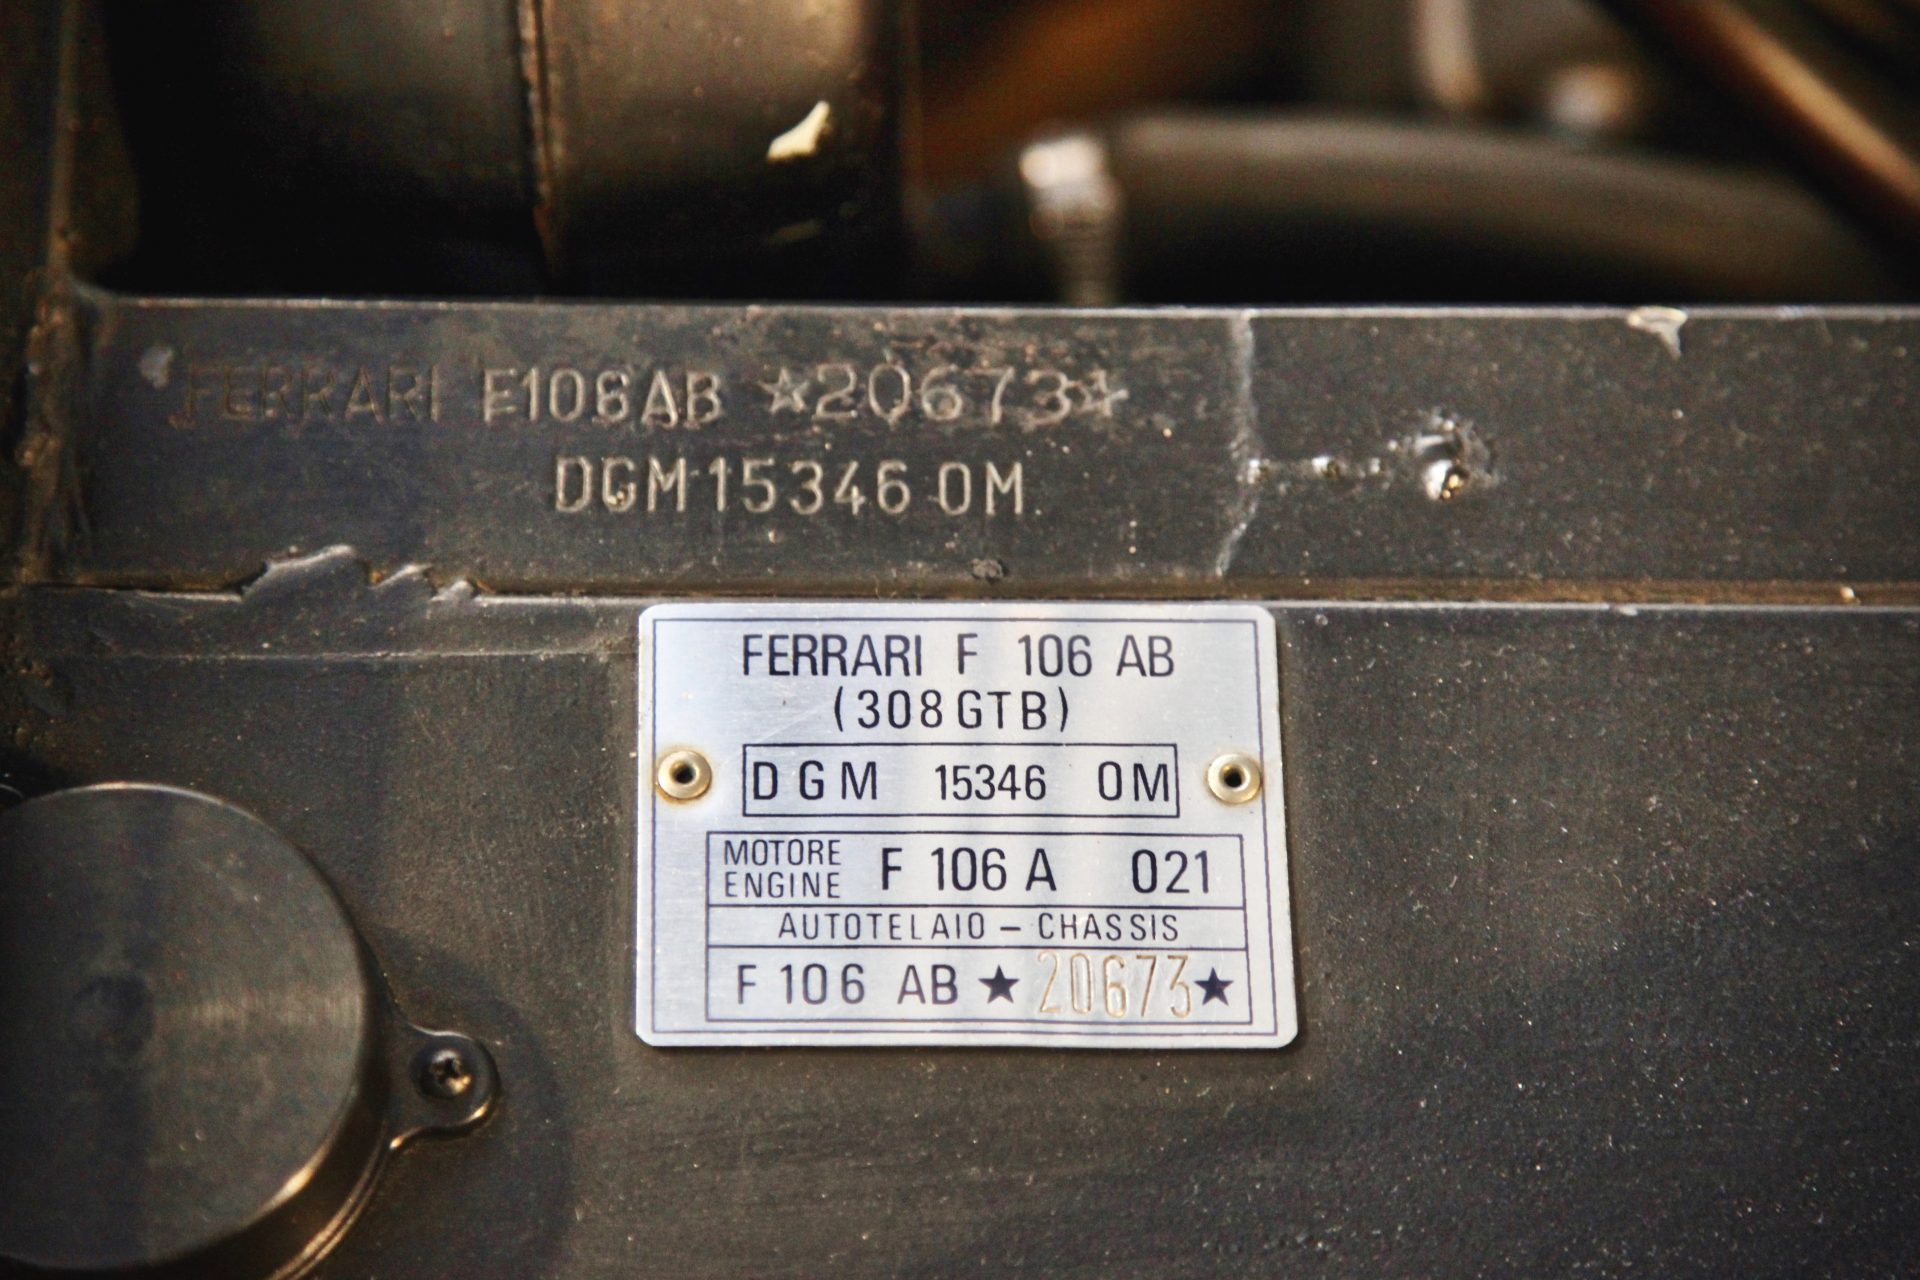 FERRARI F106AB ★20673★
DGM 15346 OM
FERRARI F 106 AB
(308 GTB)
DGM 15346 OM
MOTORE
ENGINE
F 106 A 021
AUTOTELAIO – CHASSIS
F 106 AB ★ 20673 ★